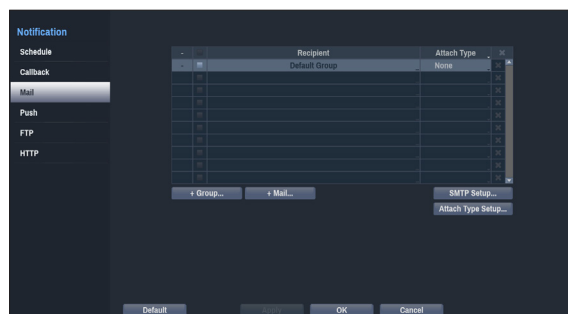 Notification
Schedule
Callback
Mail
Push
FTP
HTTP
- Recipient Attach Type ×
- Default Group None ×
+ Group... + Mail... SMTP Setup...
Attach Type Setup...
Default Apply OK Cancel